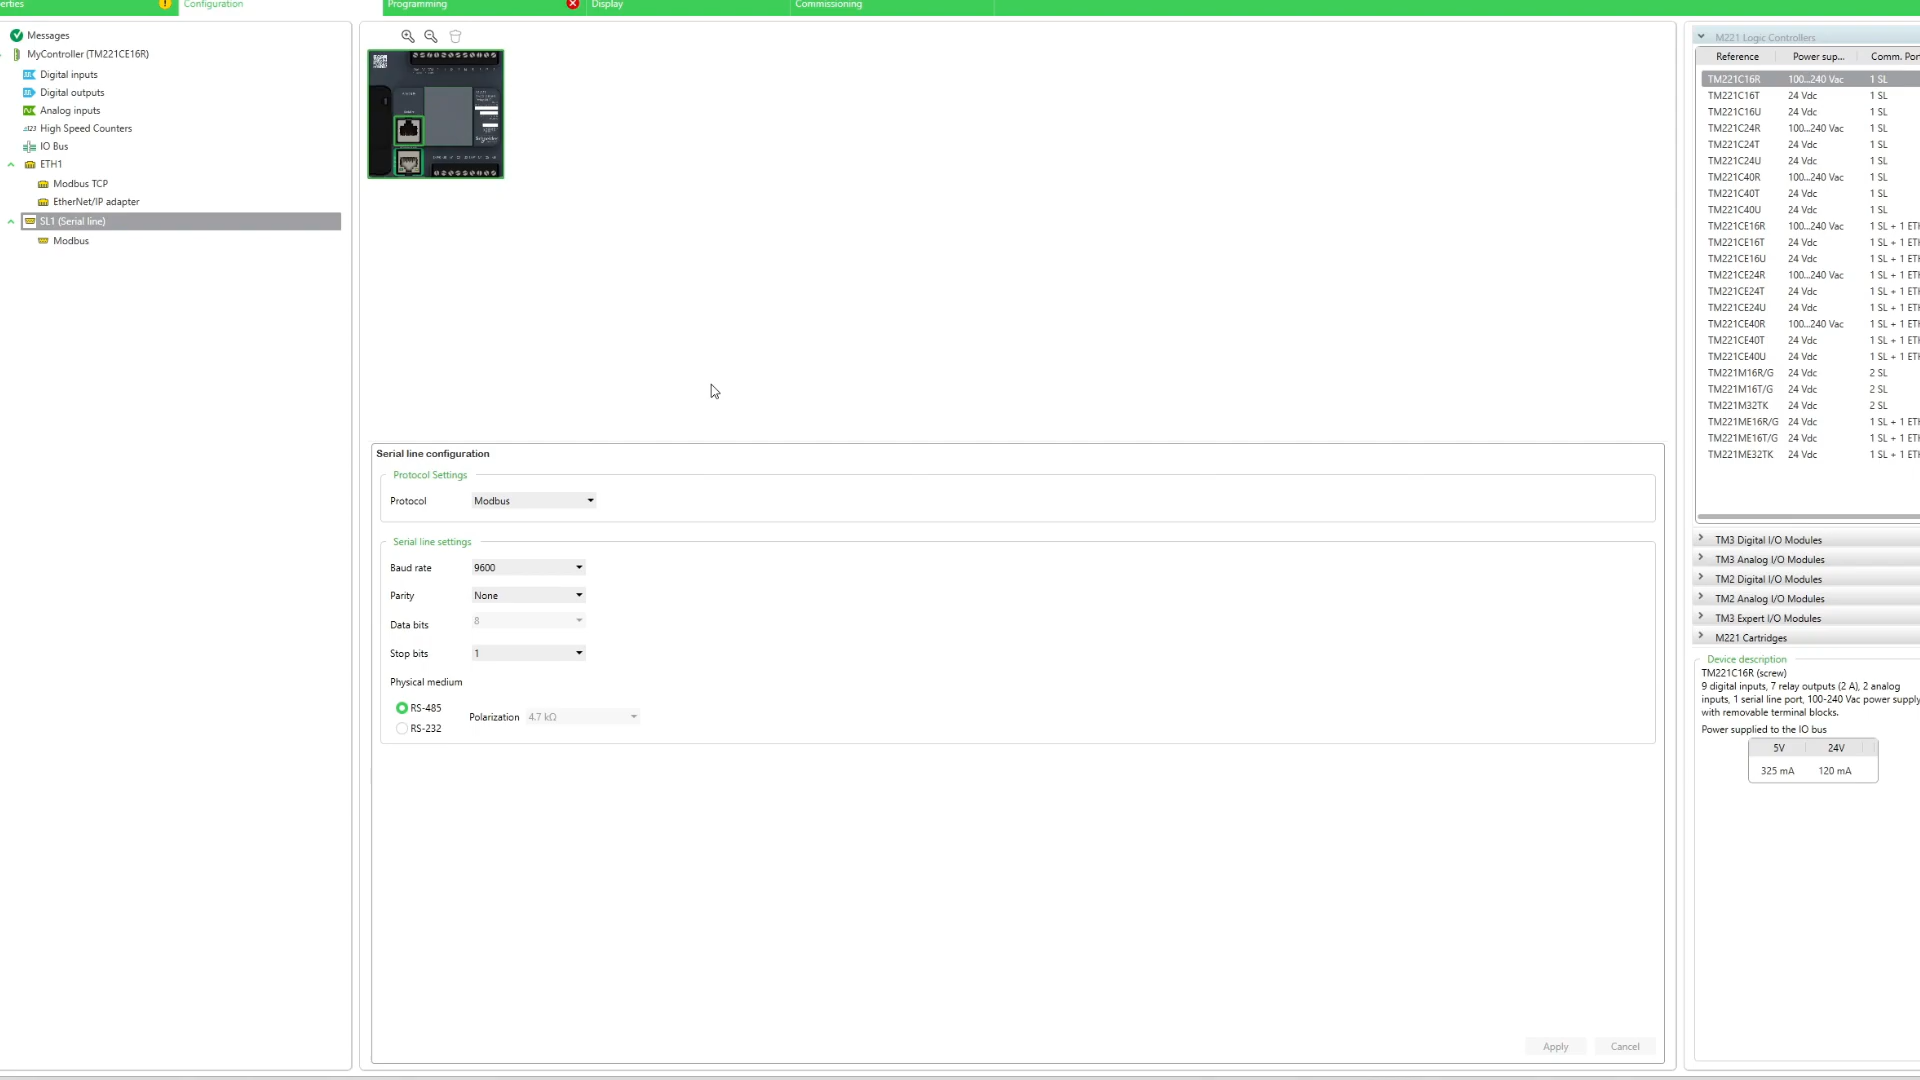 erties
Configuration
Programming
Display
Commissioning
Messages
MyController (TM221CE16R)
Digital inputs
Digital outputs
Analog inputs
High Speed Counters
IO Bus
ETH1
Modbus TCP
EtherNet/IP adapter
SL1 (Serial line)
Modbus
Serial line configuration
Protocol Settings
Protocol Modbus
Serial line settings
Baud rate 9600
Parity None
Data bits 8
Stop bits 1
Physical medium
RS-485
RS-232
Polarization 4.7 kΩ
Apply Cancel
M221 Logic Controllers
Reference Power sup... Comm. Por
TM221C16R 100...240 Vac 1 SL
TM221C16T 24 Vdc 1 SL
TM221C16U 24 Vdc 1 SL
TM221C24R 100...240 Vac 1 SL
TM221C24T 24 Vdc 1 SL
TM221C24U 24 Vdc 1 SL
TM221C40R 100...240 Vac 1 SL
TM221C40T 24 Vdc 1 SL
TM221C40U 24 Vdc 1 SL
TM221CE16R 100...240 Vac 1 SL + 1 ETH
TM221CE16T 24 Vdc 1 SL + 1 ETH
TM221CE16U 24 Vdc 1 SL + 1 ETH
TM221CE24R 100...240 Vac 1 SL + 1 ETH
TM221CE24T 24 Vdc 1 SL + 1 ETH
TM221CE24U 24 Vdc 1 SL + 1 ETH
TM221CE40R 100...240 Vac 1 SL + 1 ETH
TM221CE40T 24 Vdc 1 SL + 1 ETH
TM221CE40U 24 Vdc 1 SL + 1 ETH
TM221M16R/G 24 Vdc 2 SL
TM221M16T/G 24 Vdc 2 SL
TM221M32TK 24 Vdc 2 SL
TM221ME16R/G 24 Vdc 1 SL + 1 ETH
TM221ME16T/G 24 Vdc 1 SL + 1 ETH
TM221ME32TK 24 Vdc 1 SL + 1 ETH
TM3 Digital I/O Modules
TM3 Analog I/O Modules
TM2 Digital I/O Modules
TM2 Analog I/O Modules
TM3 Expert I/O Modules
M221 Cartridges
Device description
TM221C16R (screw)
9 digital inputs, 7 relay outputs (2 A), 2 analog
inputs, 1 serial line port, 100-240 Vac power supply
with removable terminal blocks.
Power supplied to the IO bus
5V 24V
325 mA 120 mA